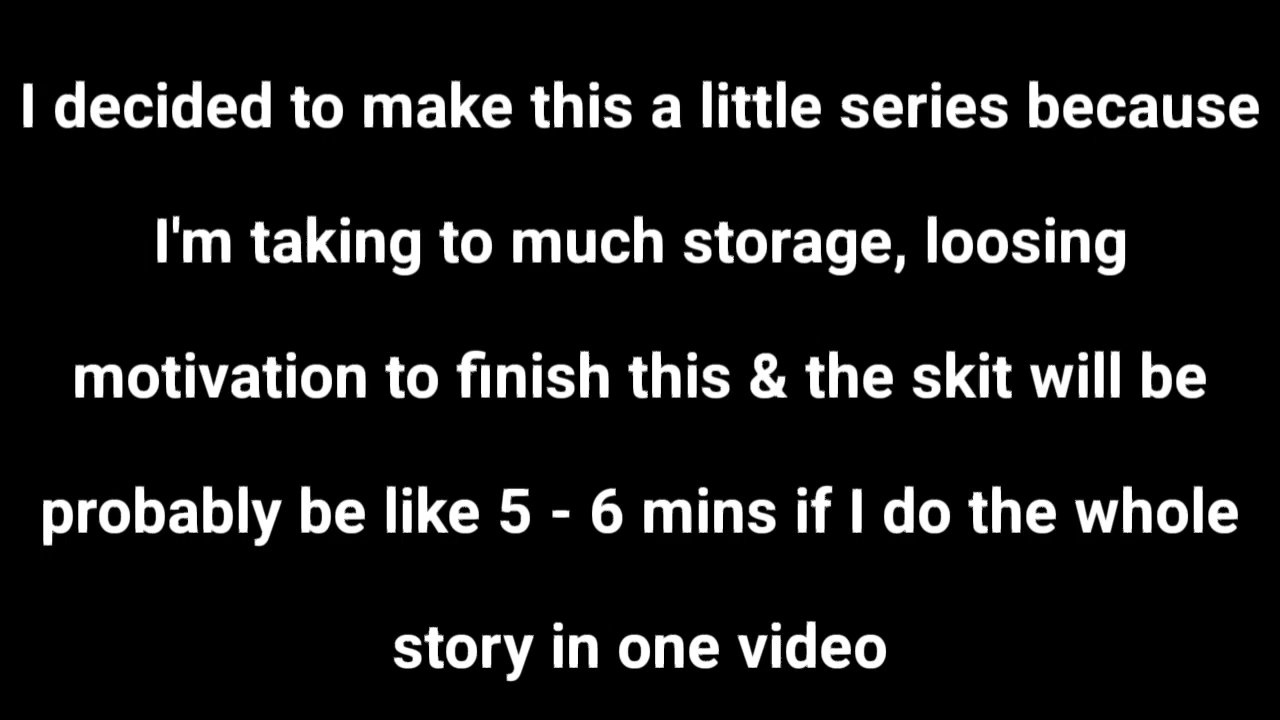 I decided to make this a little series because
I'm taking to much storage, loosing
motivation to finish this & the skit will be
probably be like 5 - 6 mins if I do the whole
story in one video